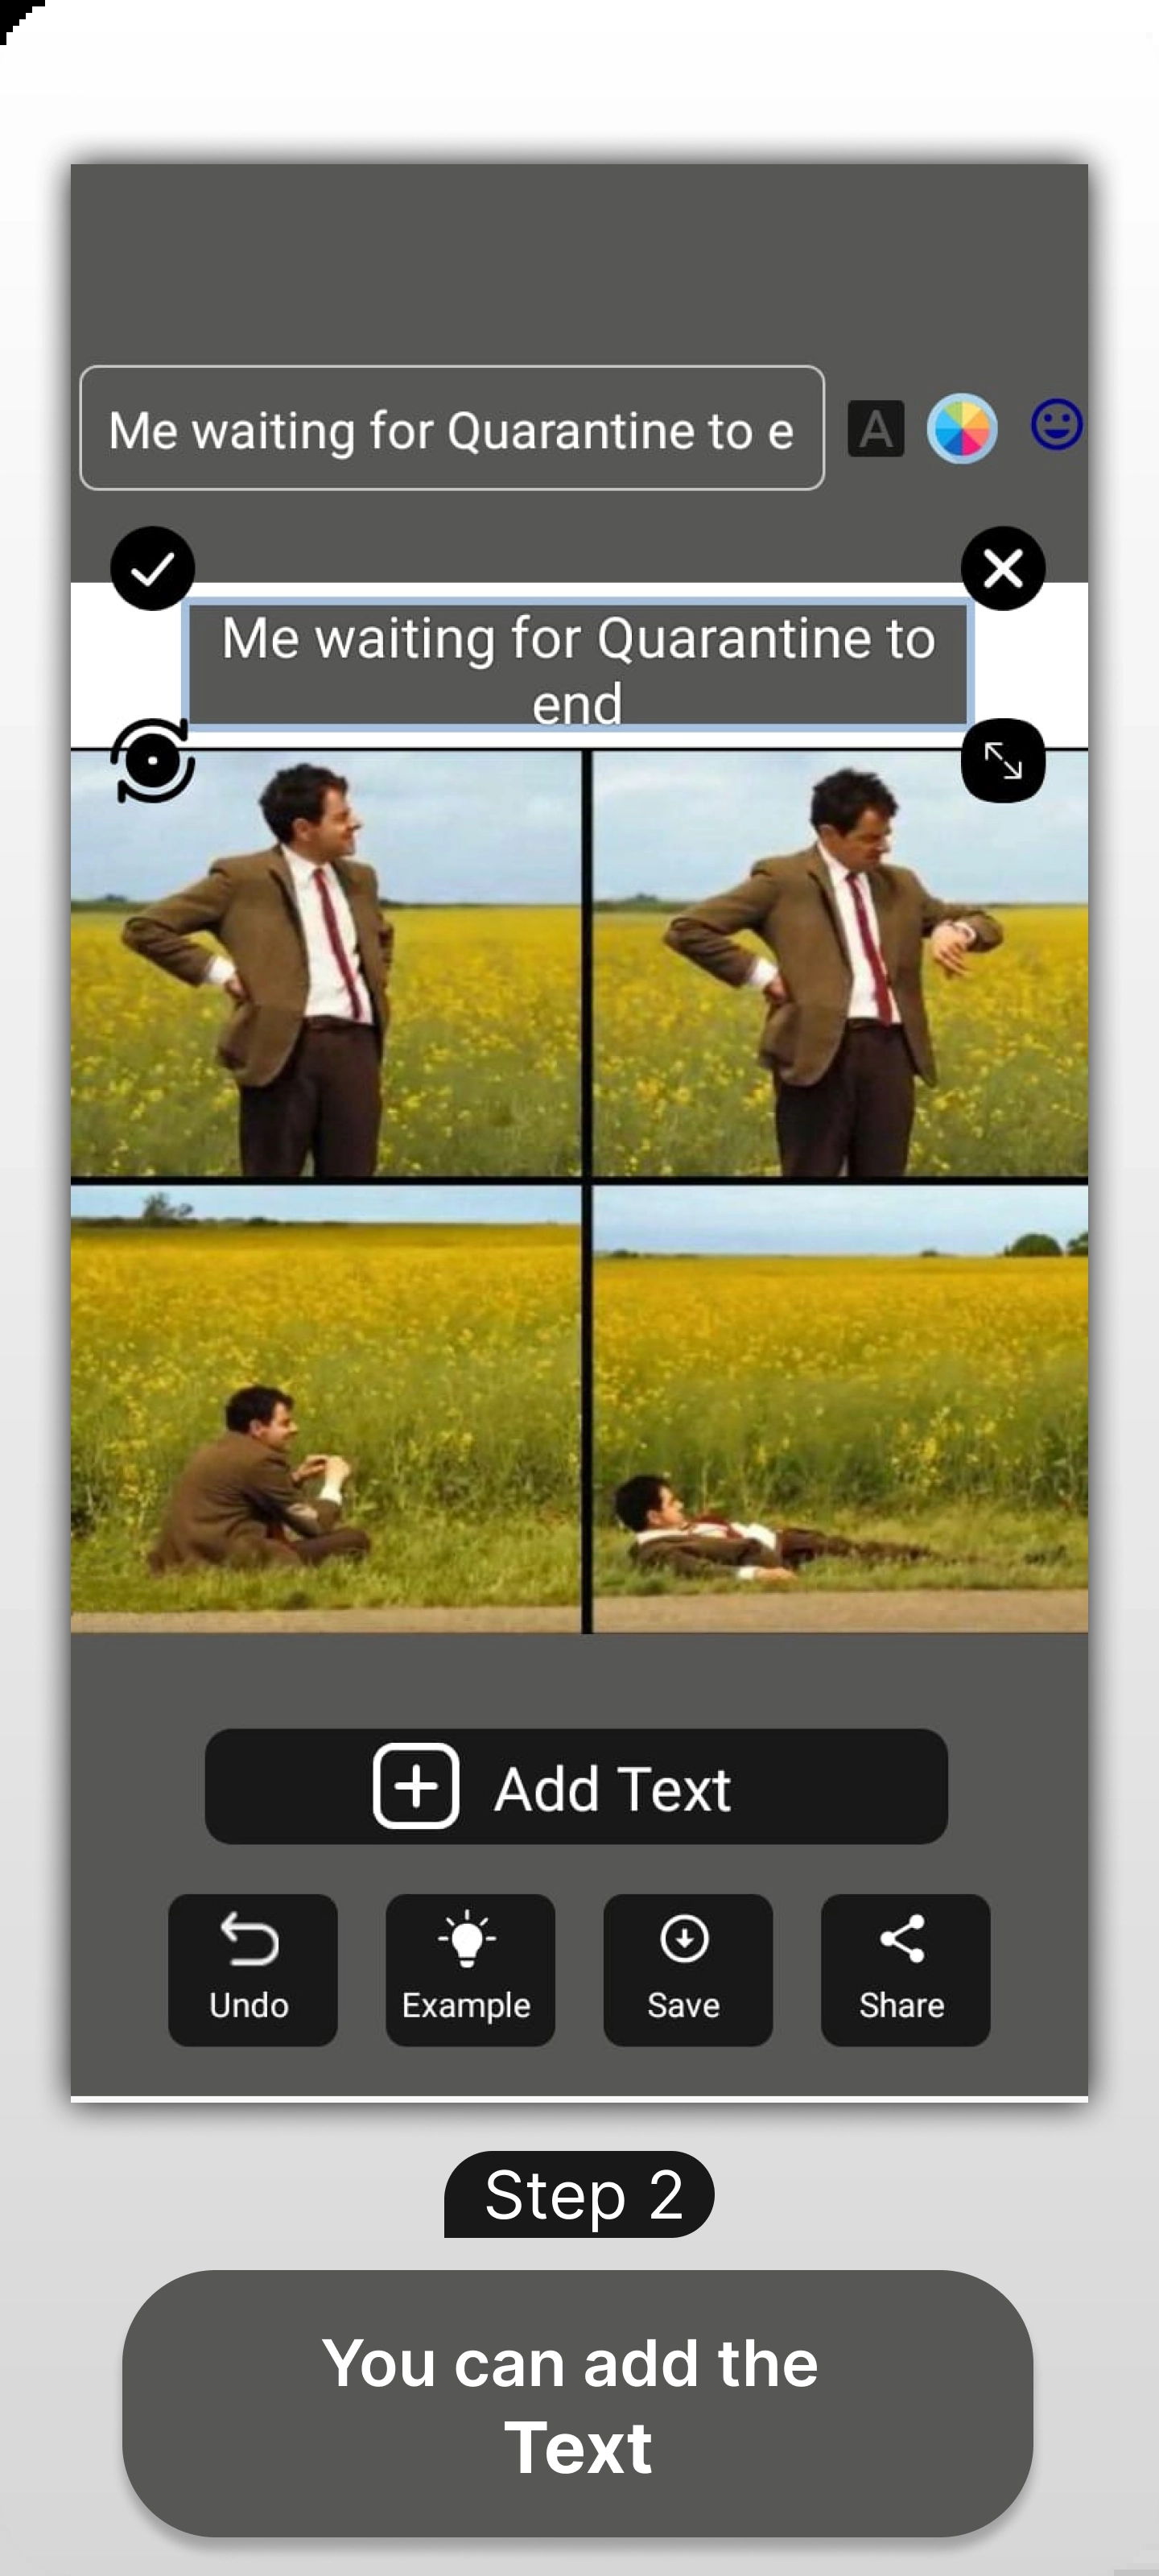 Me waiting for Quarantine to e
A
Me waiting for Quarantine to
end
Add Text
Undo
Example
Save
Share
Step 2
You can add the
Text